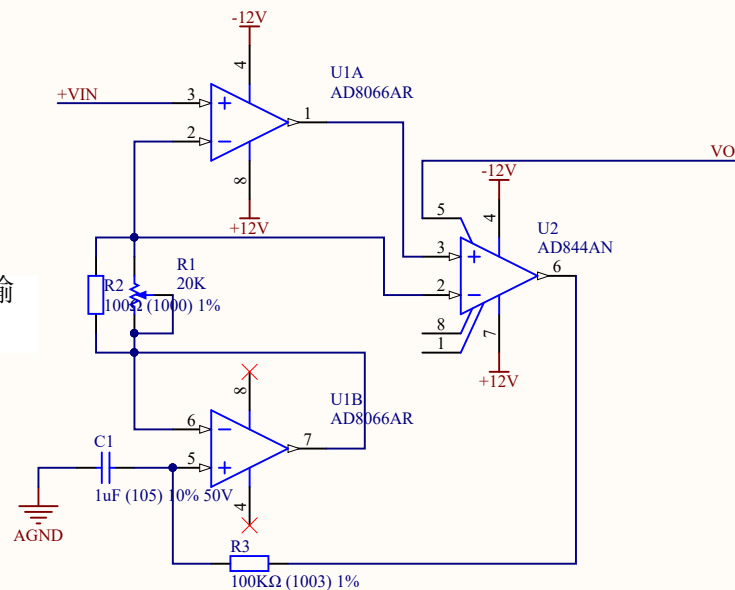 -12V
4
U1A
AD8066AR
+VIN
3
2
1
8
+12V
VO
-12V
5
4
U2
AD844AN
3
6
2
8
7
1
+12V
输
R1
20K
R2
100Ω (1000) 1%
8
U1B
AD8066AR
6
7
5
4
C1
1uF (105) 10% 50V
AGND
R3
100KΩ (1003) 1%